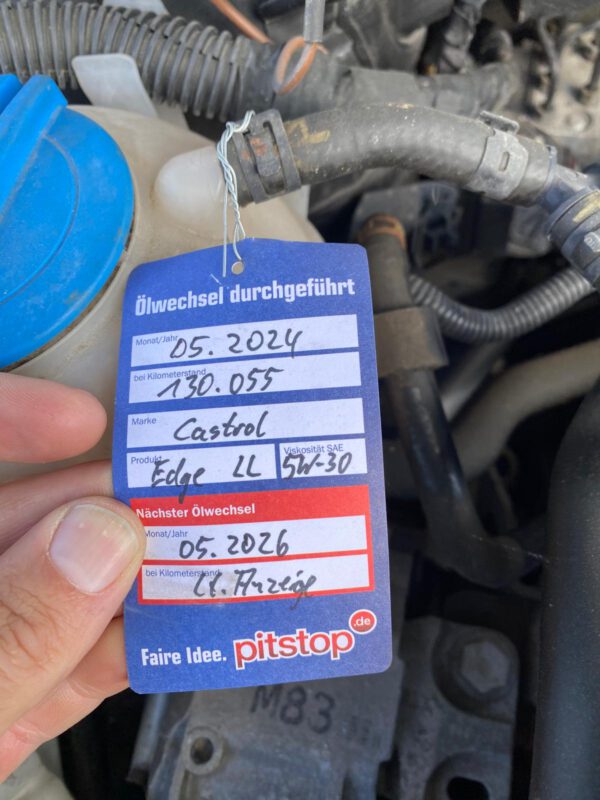 Ölwechsel durchgeführt
Monat/Jahr 05.2024
bei Kilometerstand 130.055
Marke Castrol
Produkt Edge LL Viskosität SAE 5W-30
Nächster Ölwechsel
Monat/Jahr 05.2026
bei Kilometerstand Lt. Anzeige
Faire Idee. pitstop.de
M83